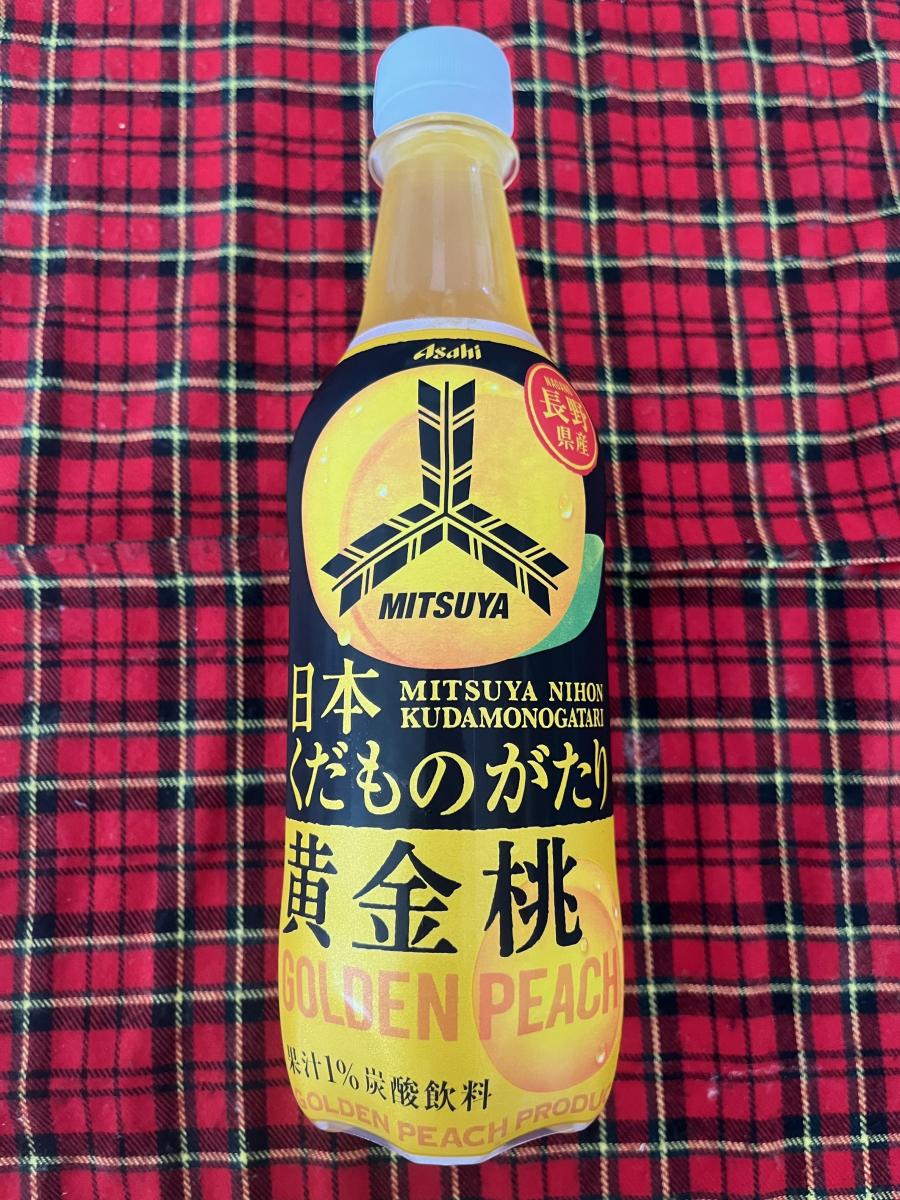 Asahi
長野
県産
MITSUYA
日本
MITSUYA NIHON
KUDAMONOGATARI
くだものがたり
黄金桃
GOLDEN PEACH
果汁1%炭酸飲料
GOLDEN PEACH